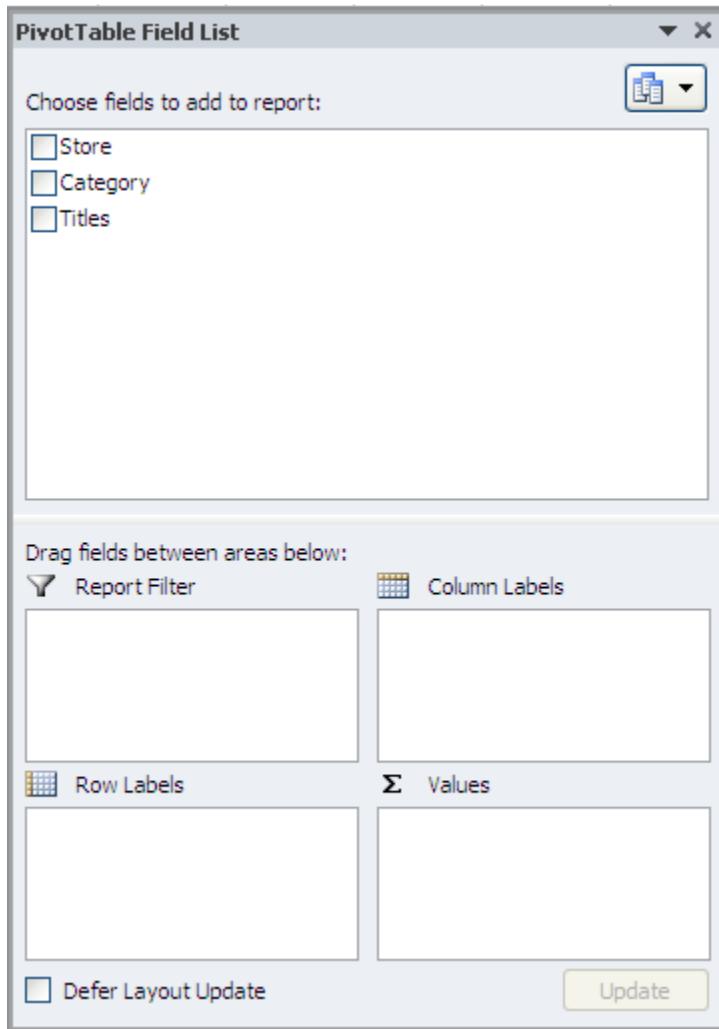 PivotTable Field List
Choose fields to add to report:
Store
Category
Titles
Drag fields between areas below:
Report Filter
Column Labels
Row Labels
Σ Values
Defer Layout Update
Update